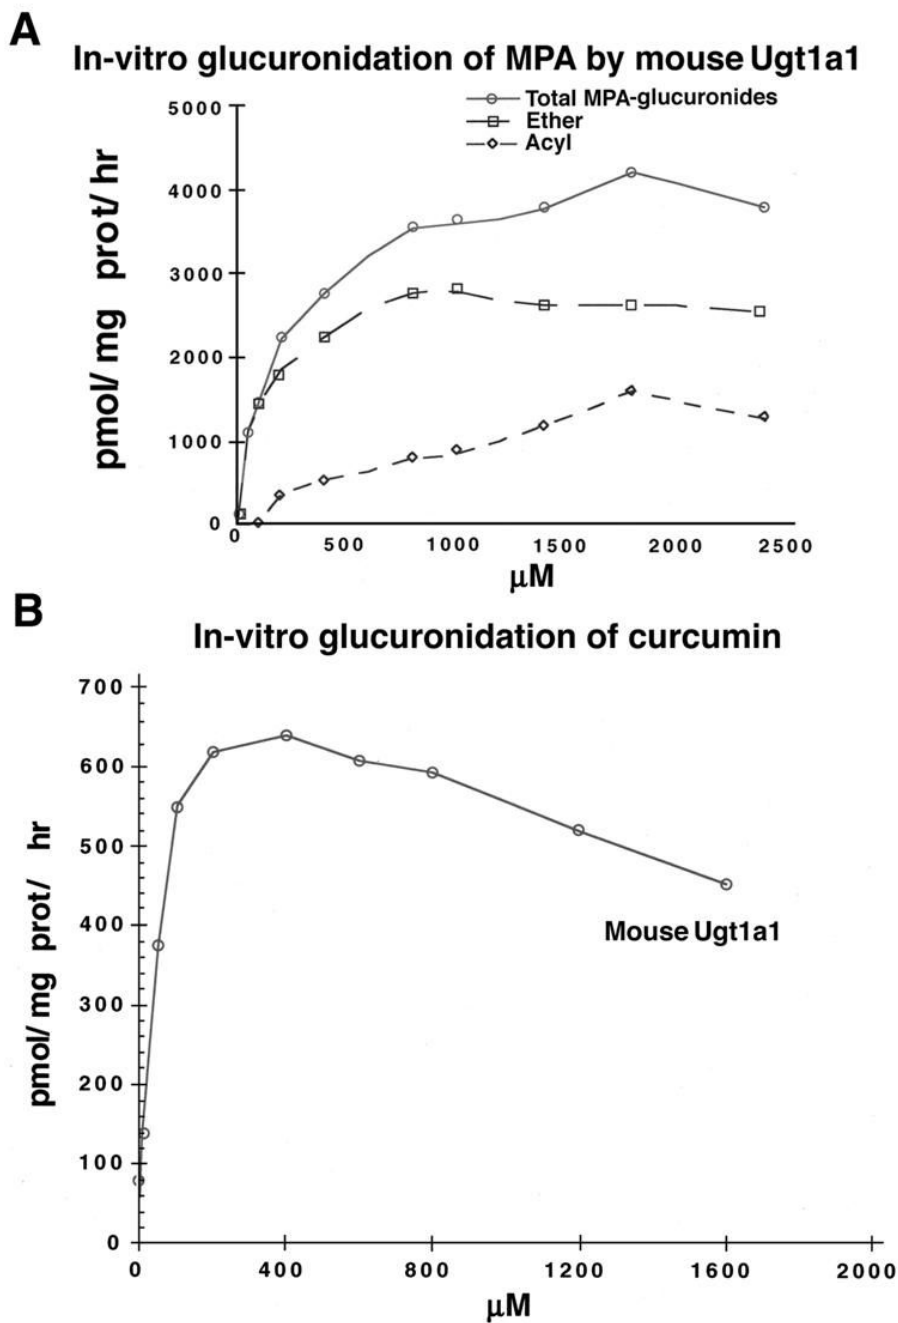 A
In-vitro glucuronidation of MPA by mouse Ugt1a1
Total MPA-glucuronides
Ether
Acyl
pmol/ mg prot/ hr
5000
4000
3000
2000
1000
0
0 500 1000 1500 2000 2500
μM
B
In-vitro glucuronidation of curcumin
pmol/ mg prot/ hr
700
600
500
400
300
200
100
0
Mouse Ugt1a1
0 400 800 1200 1600 2000
μM